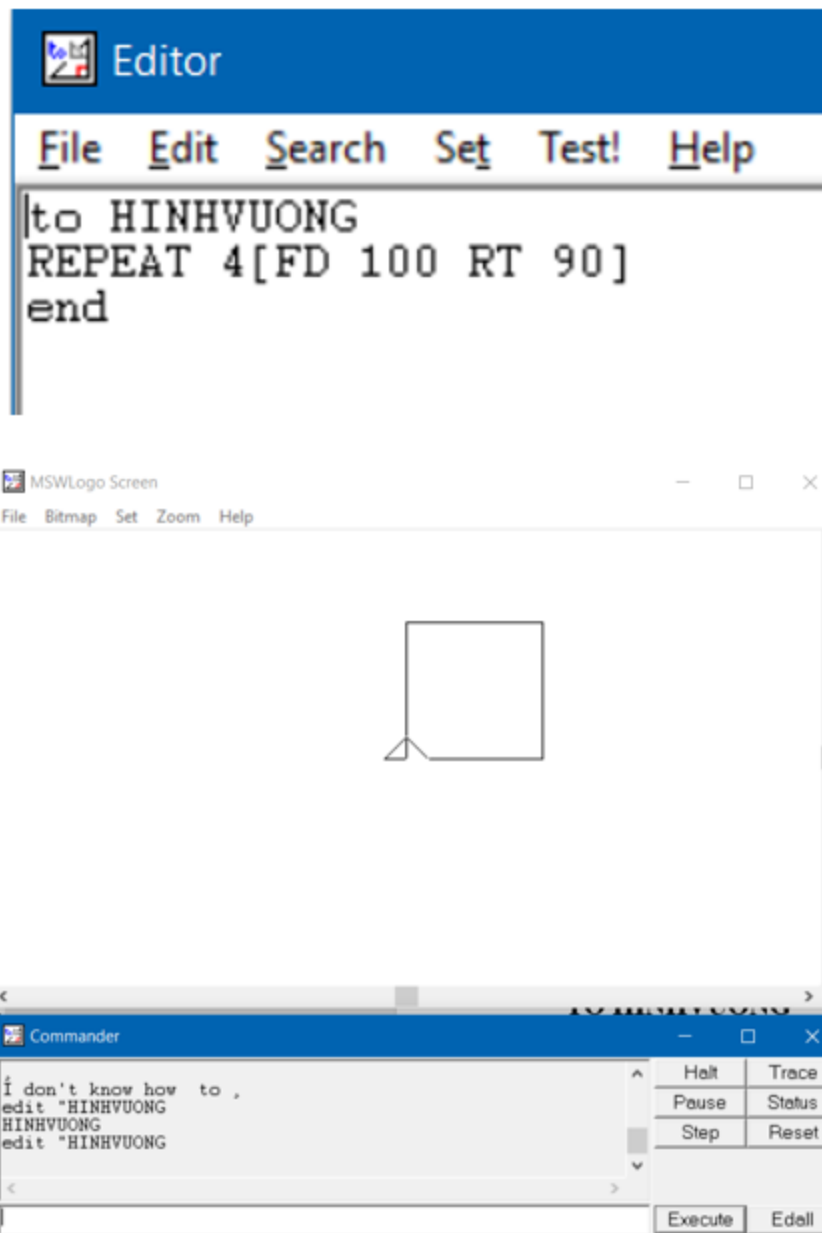 Editor
File Edit Search Set Test! Help
to HINHVUONG
REPEAT 4[FD 100 RT 90]
end
MSWLogo Screen
File Bitmap Set Zoom Help
TO HINHVUONG
Commander
I don't know how  to ,
edit "HINHVUONG
HINHVUONG
edit "HINHVUONG
Halt Trace
Pause Status
Step Reset
Execute Edall